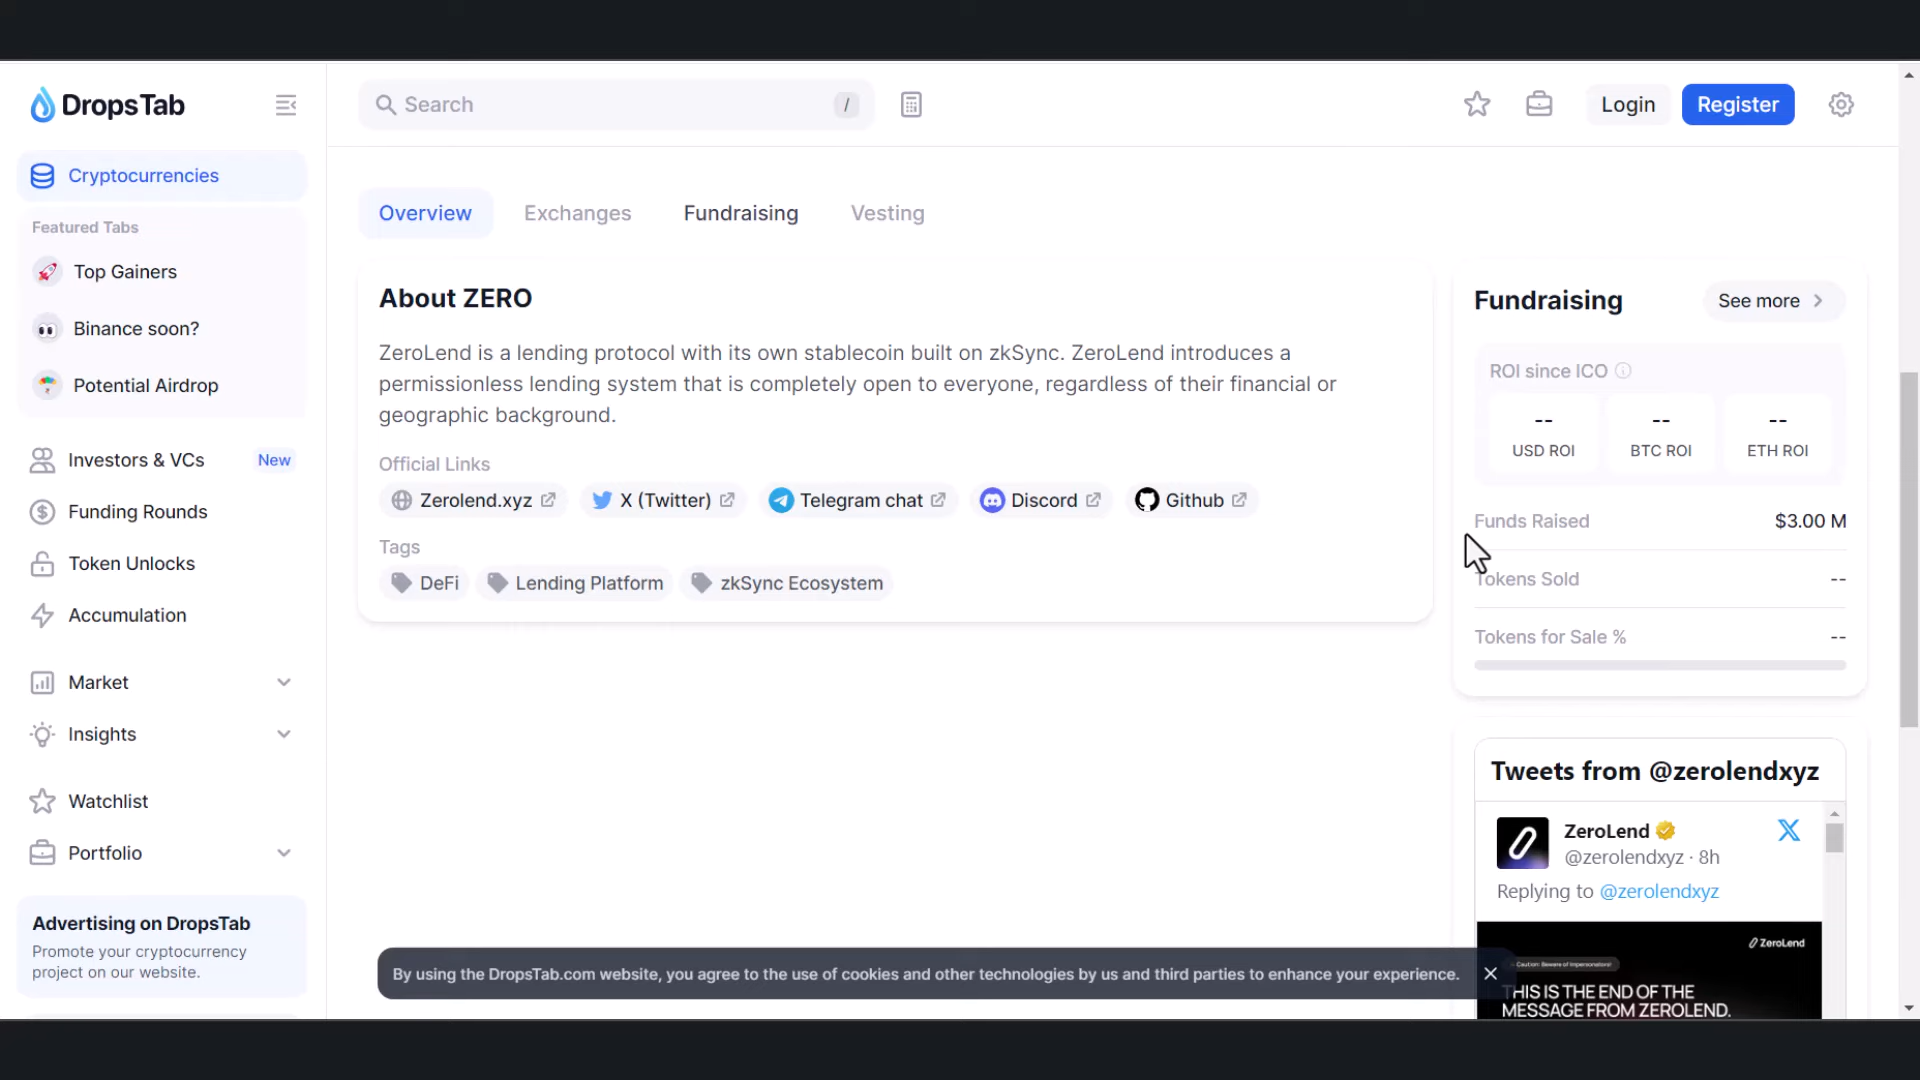 DropsTab
Search
/
Login
Register
Cryptocurrencies
Featured Tabs
Top Gainers
Binance soon?
Potential Airdrop
Investors & VCs New
Funding Rounds
Token Unlocks
Accumulation
Market
Insights
Watchlist
Portfolio
Advertising on DropsTab
Promote your cryptocurrency
project on our website.
Overview Exchanges Fundraising Vesting
About ZERO
ZeroLend is a lending protocol with its own stablecoin built on zkSync. ZeroLend introduces a
permissionless lending system that is completely open to everyone, regardless of their financial or
geographic background.
Official Links
Zerolend.xyz X (Twitter) Telegram chat Discord Github
Tags
DeFi Lending Platform zkSync Ecosystem
Fundraising See more
ROI since ICO
-- -- --
USD ROI BTC ROI ETH ROI
Funds Raised $3.00 M
Tokens Sold --
Tokens for Sale % --
Tweets from @zerolendxyz
ZeroLend
@zerolendxyz · 8h
Replying to @zerolendxyz
ZeroLend
Caution: Beware of Impersonators!
THIS IS THE END OF THE
MESSAGE FROM ZEROLEND.
By using the DropsTab.com website, you agree to the use of cookies and other technologies by us and third parties to enhance your experience.